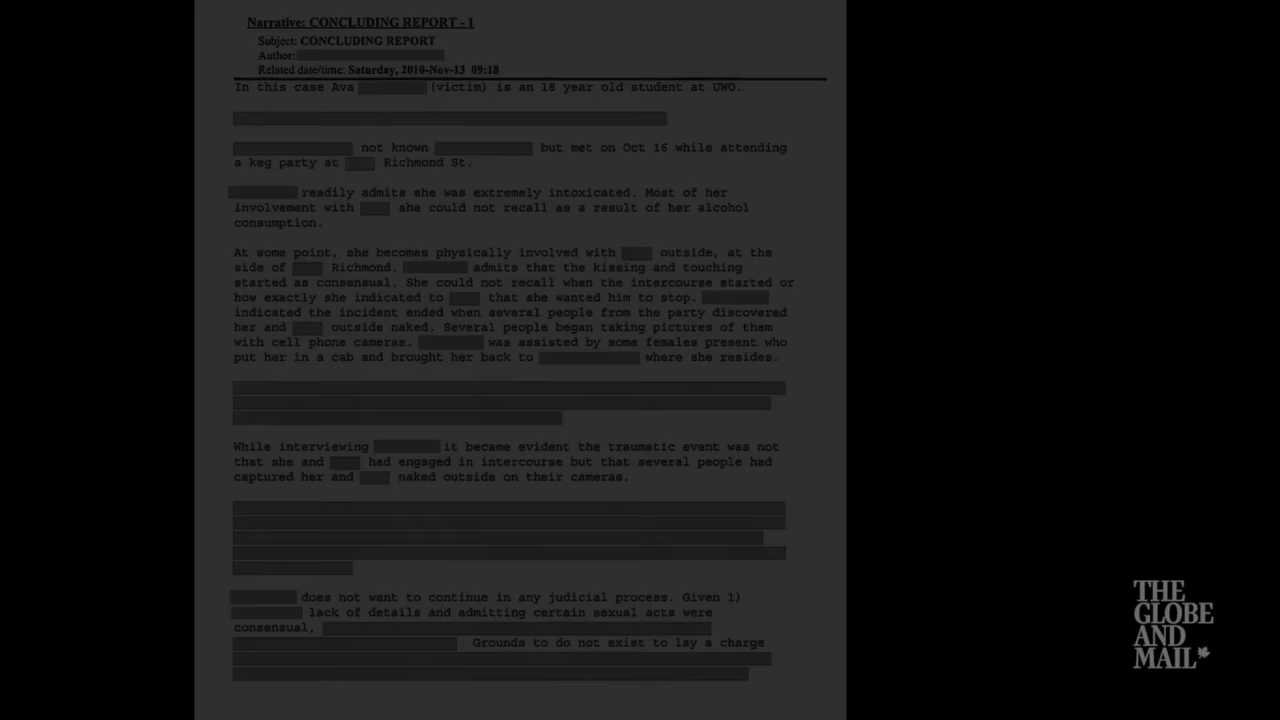 Narrative: CONCLUDING REPORT - 1
Subject: CONCLUDING REPORT
Author:
Related date/time: Saturday, 2010-Nov-13 09:18
In this case Ava (victim) is an 18 year old student at UWO.
not known but met on Oct 16 while attending
a keg party at Richmond St.
readily admits she was extremely intoxicated. Most of her
involvement with she could not recall as a result of her alcohol
consumption.
At some point, she becomes physically involved with outside, at the
side of Richmond. admits that the kissing and touching
started as consensual. She could not recall when the intercourse started or
how exactly she indicated to that she wanted him to stop.
indicated the incident ended when several people from the party discovered
her and outside naked. Several people began taking pictures of them
with cell phone cameras. was assisted by some females present who
put her in a cab and brought her back to where she resides.
While interviewing it became evident the traumatic event was not
that she and had engaged in intercourse but that several people had
captured her and naked outside on their cameras.
does not want to continue in any judicial process. Given 1)
lack of details and admitting certain sexual acts were
consensual,
Grounds to do not exist to lay a charge
THE
GLOBE
AND
MAIL